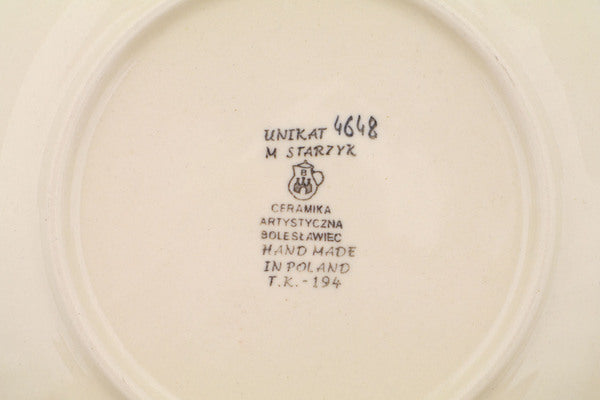 UNIKAT 4648
M STARZYK
B
CERAMIKA
ARTYSTYCZNA
BOLESŁAWIEC
HAND MADE
IN POLAND
T.K.-194